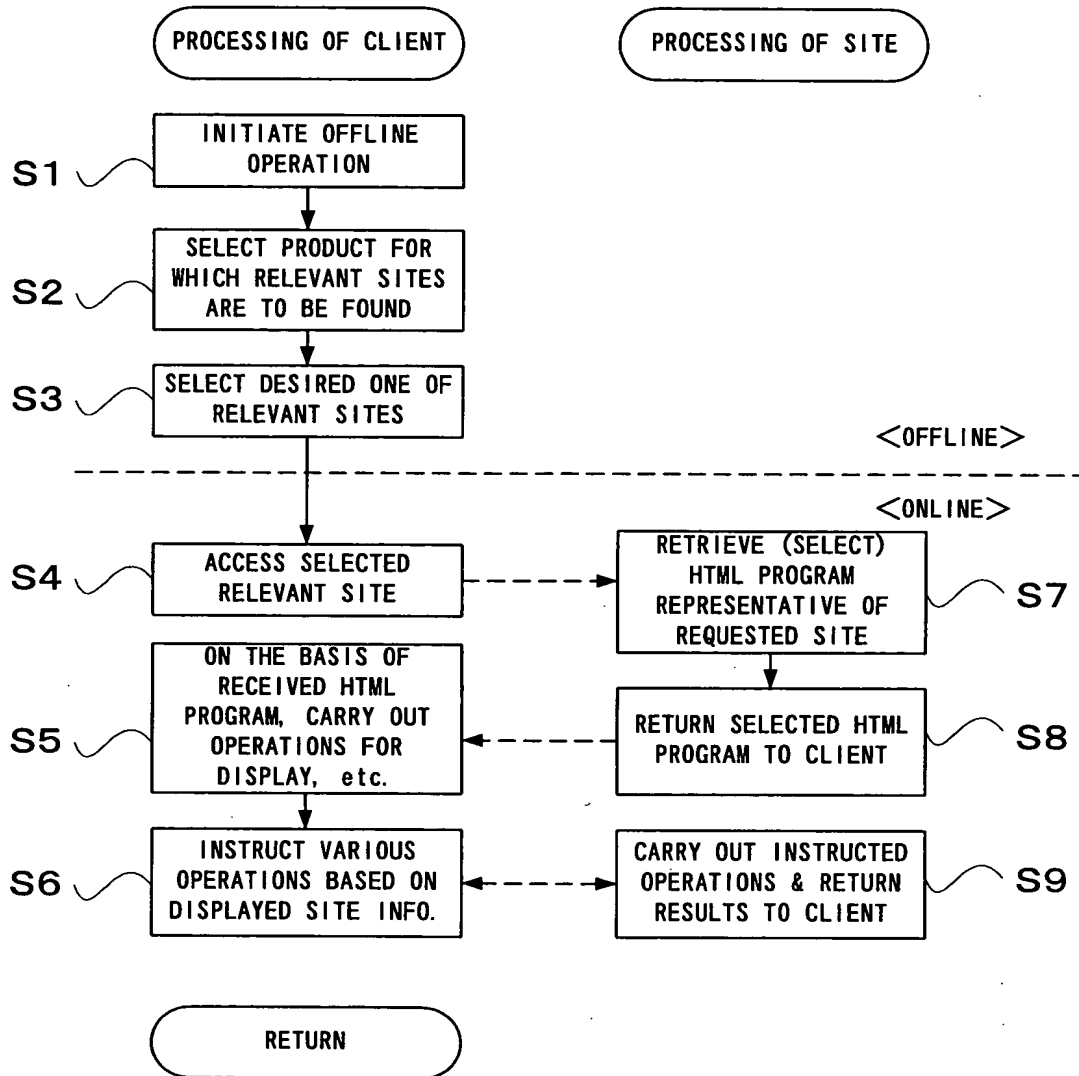 PROCESSING OF CLIENT
PROCESSING OF SITE
S1
INITIATE OFFLINE
OPERATION
S2
SELECT PRODUCT FOR
WHICH RELEVANT SITES
ARE TO BE FOUND
S3
SELECT DESIRED ONE OF
RELEVANT SITES
<OFFLINE>
<ONLINE>
S4
ACCESS SELECTED
RELEVANT SITE
RETRIEVE (SELECT)
HTML PROGRAM
REPRESENTATIVE OF
REQUESTED SITE
S7
S5
ON THE BASIS OF
RECEIVED HTML
PROGRAM, CARRY OUT
OPERATIONS FOR
DISPLAY, etc.
RETURN SELECTED HTML
PROGRAM TO CLIENT
S8
S6
INSTRUCT VARIOUS
OPERATIONS BASED ON
DISPLAYED SITE INFO.
CARRY OUT INSTRUCTED
OPERATIONS & RETURN
RESULTS TO CLIENT
S9
RETURN